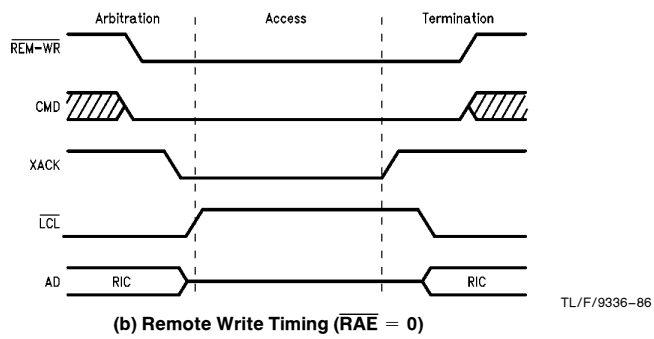 Arbitration Access Termination
REM-WR
CMD
XACK
LCL
AD RIC RIC
TL/F/9336-86
(b) Remote Write Timing (RAE = 0)